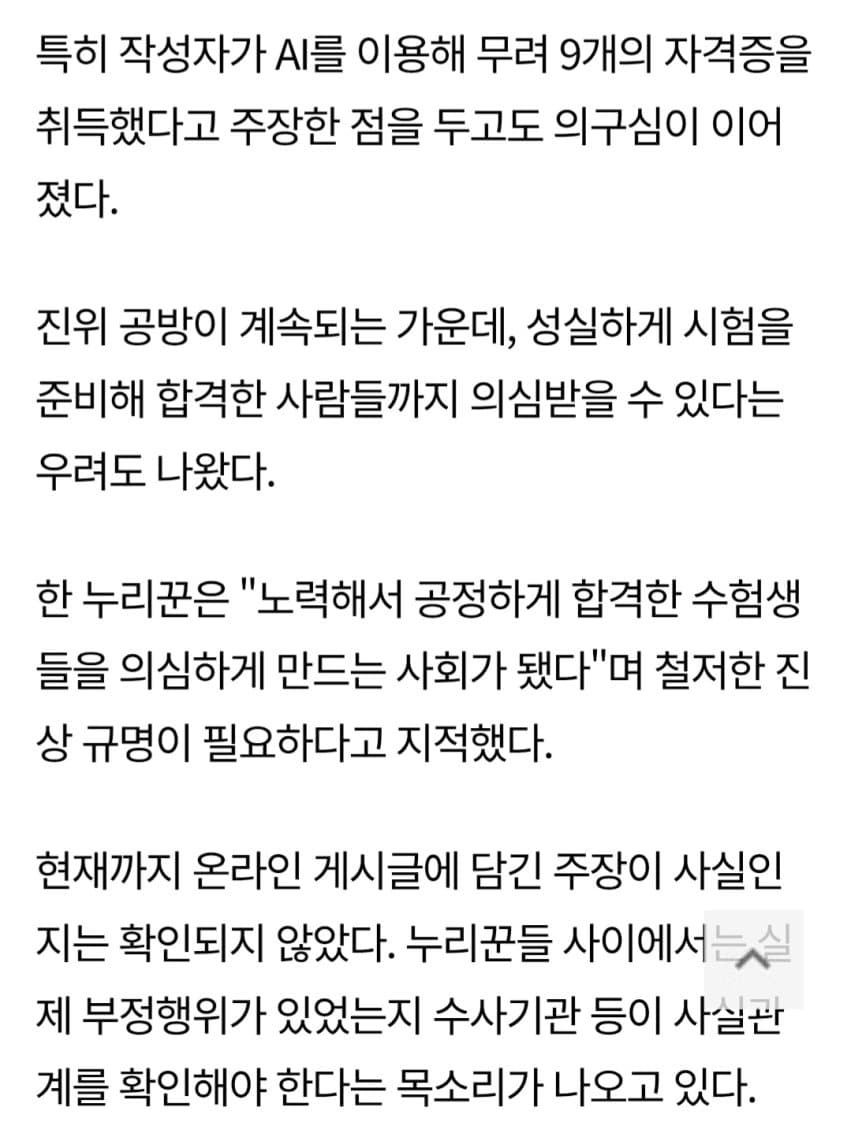 특히 작성자가 AI를 이용해 무려 9개의 자격증을
취득했다고 주장한 점을 두고도 의구심이 이어
졌다.
진위 공방이 계속되는 가운데, 성실하게 시험을
준비해 합격한 사람들까지 의심받을 수 있다는
우려도 나왔다.
한 누리꾼은 "노력해서 공정하게 합격한 수험생
들을 의심하게 만드는 사회가 됐다"며 철저한 진
상 규명이 필요하다고 지적했다.
현재까지 온라인 게시글에 담긴 주장이 사실인
지는 확인되지 않았다. 누리꾼들 사이에서는 실
제 부정행위가 있었는지 수사기관 등이 사실관
계를 확인해야 한다는 목소리가 나오고 있다.